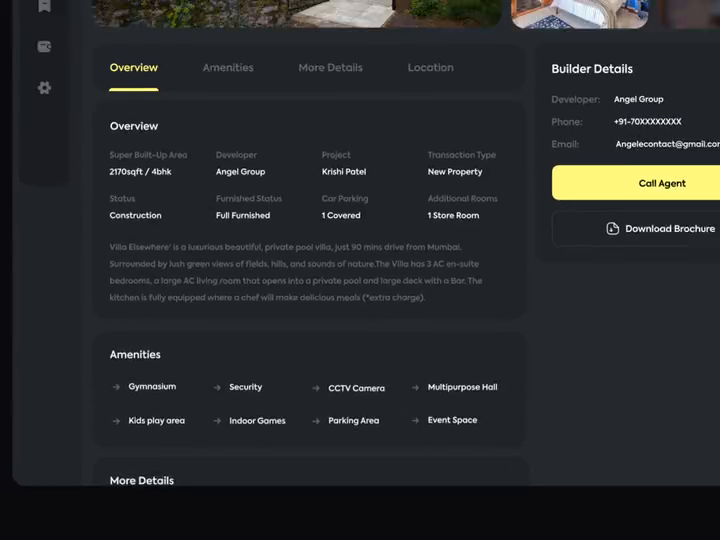 Overview Amenities More Details Location
Overview
Super Built-Up Area Developer Project Transaction Type
2170sqft / 4bhk Angel Group Krishi Patel New Property
Status Furnished Status Car Parking Additional Rooms
Construction Full Furnished 1 Covered 1 Store Room
Villa Elsewhere' is a luxurious beautiful, private pool villa, just 90 mins drive from Mumbai.
Surrounded by lush green views of fields, hills, and sounds of nature.The Villa has 3 AC en-suite
bedrooms, a large AC living room that opens into a private pool and large deck with a Bar. The
kitchen is fully equipped where a chef will make delicious meals (*extra charge).
Amenities
Gymnasium Security CCTV Camera Multipurpose Hall
Kids play area Indoor Games Parking Area Event Space
More Details
Builder Details
Developer: Angel Group
Phone: +91-70XXXXXXXX
Email: Angelecontact@gmail.com
Call Agent
Download Brochure